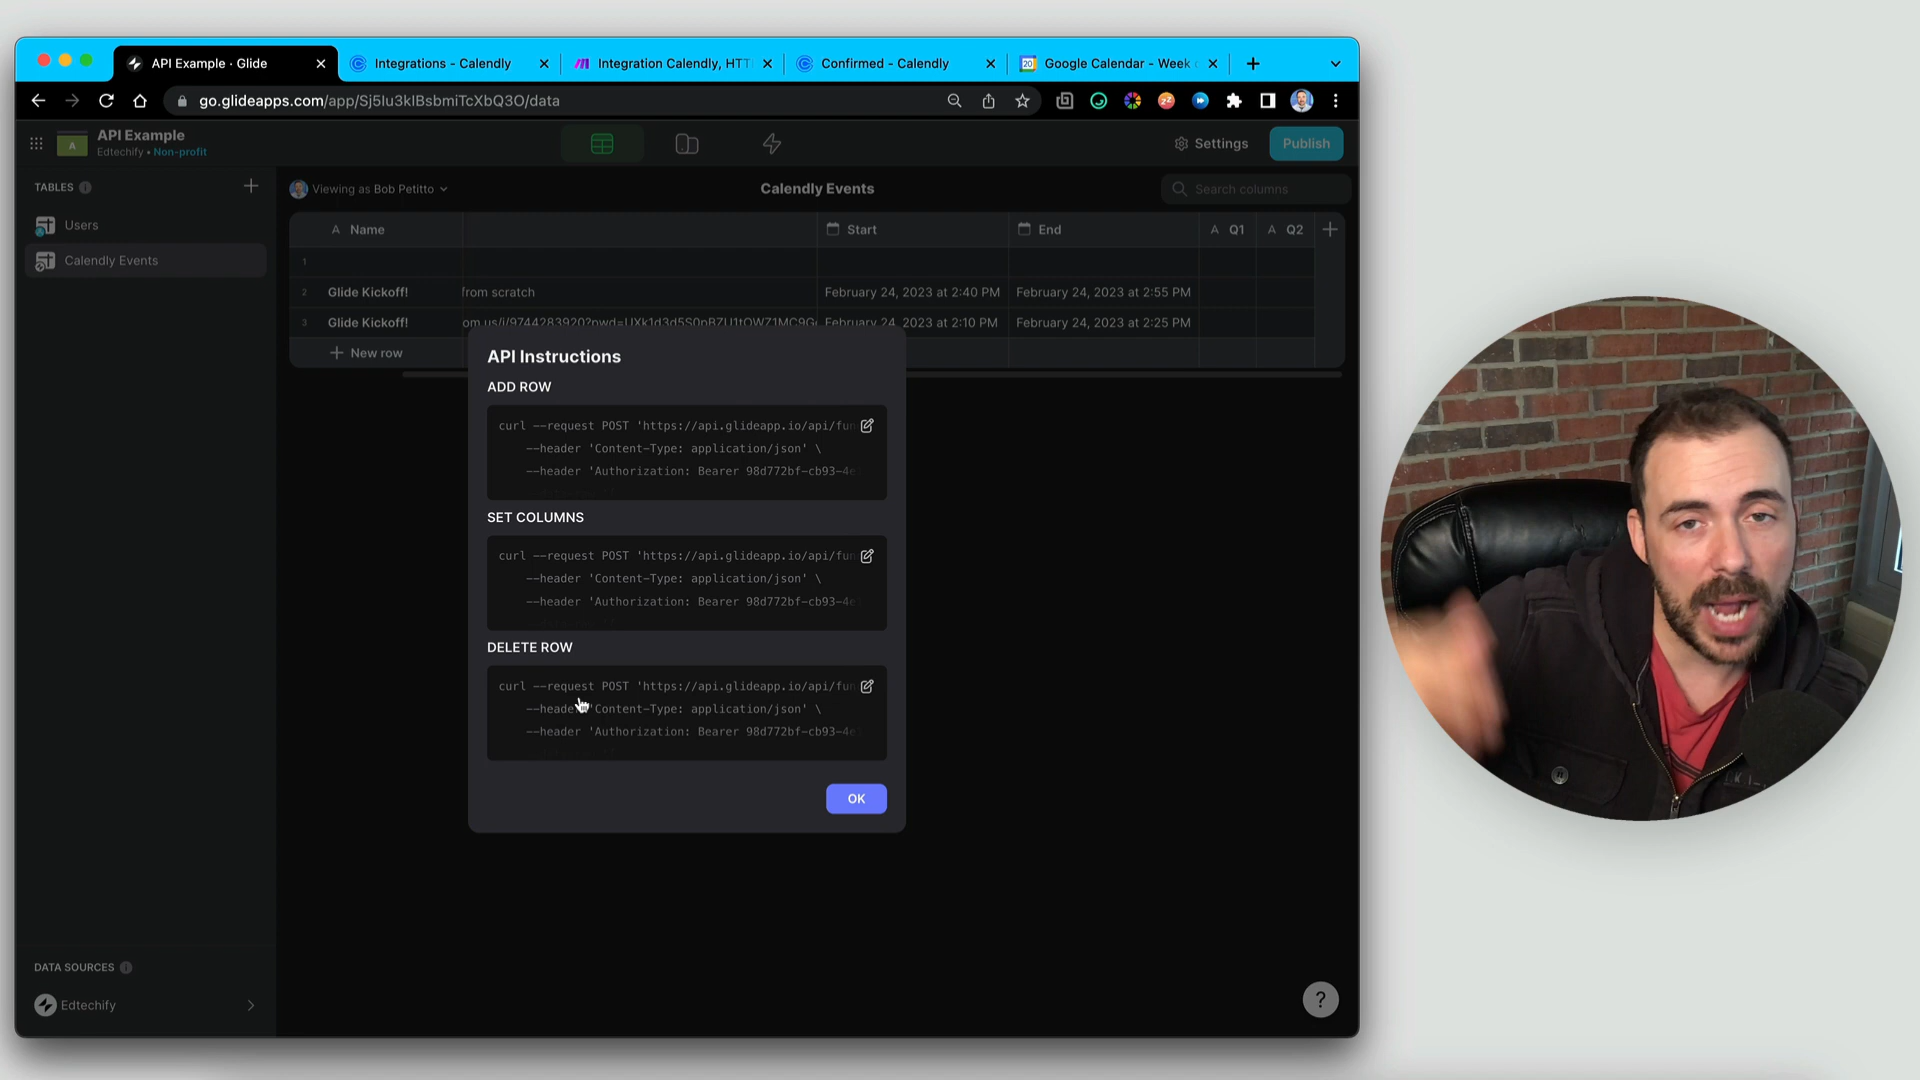 API Example · Glide
Integrations - Calendly
Integration Calendly, HTT
Confirmed - Calendly
Google Calendar - Week
go.glideapps.com/app/Sj5Iu3kIBsbmiTcXbQ3O/data
A
API Example
Edtechify • Non-profit
Settings
Publish
TABLES
Users
Calendly Events
Viewing as Bob Petitto
Calendly Events
Search columns
A Name
Start
End
A Q1
A Q2
1
2 Glide Kickoff! from scratch February 24, 2023 at 2:40 PM February 24, 2023 at 2:55 PM
3 Glide Kickoff! February 24, 2023 at 2:10 PM February 24, 2023 at 2:25 PM
New row
API Instructions
ADD ROW
curl --request POST 'https://api.glideapp.io/api/fun
--header 'Content-Type: application/json' \
--header 'Authorization: Bearer 98d772bf-cb93-4e
SET COLUMNS
curl --request POST 'https://api.glideapp.io/api/fun
--header 'Content-Type: application/json' \
--header 'Authorization: Bearer 98d772bf-cb93-4e
DELETE ROW
curl --request POST 'https://api.glideapp.io/api/fun
--header 'Content-Type: application/json' \
--header 'Authorization: Bearer 98d772bf-cb93-4e
OK
DATA SOURCES
Edtechify
?